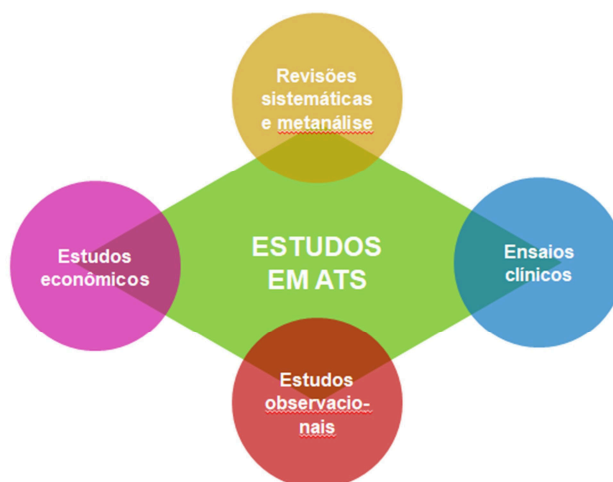 Revisões
sistemáticas
e metanálise
Estudos
econômicos
ESTUDOS
EM ATS
Ensaios
clínicos
Estudos
observacio-
nais